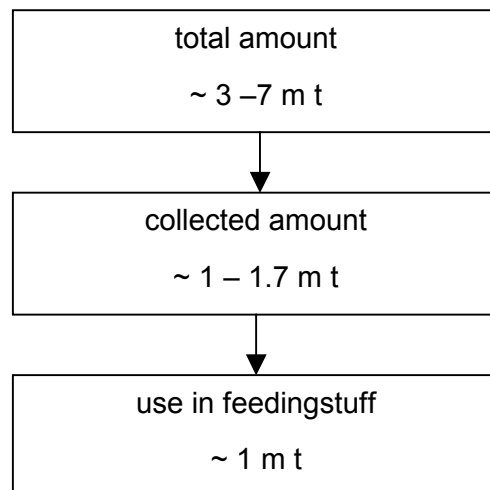 total amount
~ 3 –7 m t
collected amount
~ 1 – 1.7 m t
use in feedingstuff
~ 1 m t